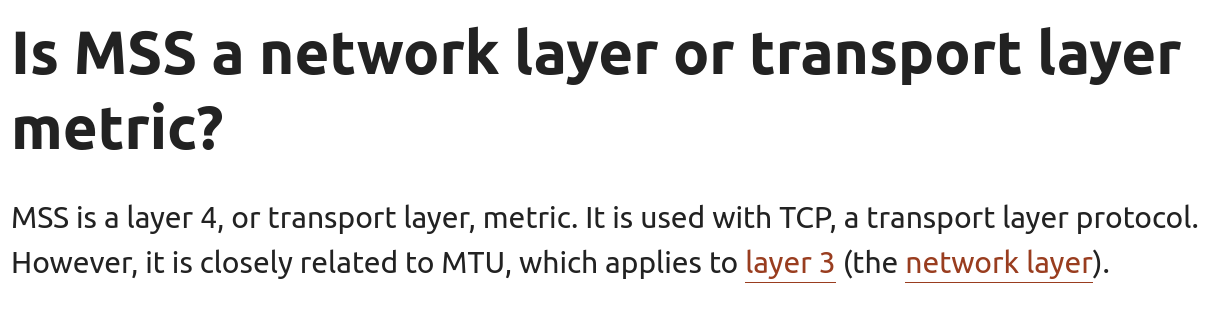 Is MSS a network layer or transport layer
metric?
MSS is a layer 4, or transport layer, metric. It is used with TCP, a transport layer protocol.
However, it is closely related to MTU, which applies to layer 3 (the network layer).